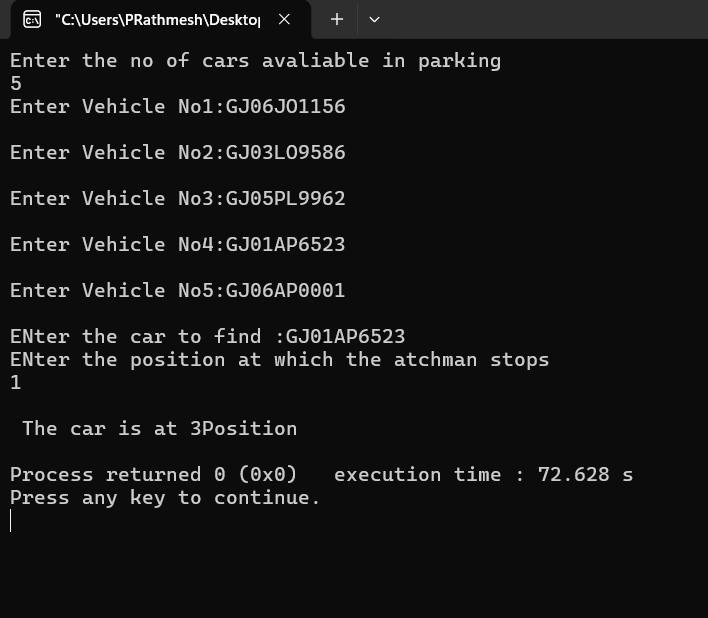 "C:\Users\PRathmesh\Deskto
Enter the no of cars avaliable in parking
5
Enter Vehicle No1:GJ06JO1156
Enter Vehicle No2:GJ03LO9586
Enter Vehicle No3:GJ05PL9962
Enter Vehicle No4:GJ01AP6523
Enter Vehicle No5:GJ06AP0001
ENter the car to find :GJ01AP6523
ENter the position at which the atchman stops
1
The car is at 3Position
Process returned 0 (0x0)   execution time : 72.628 s
Press any key to continue.